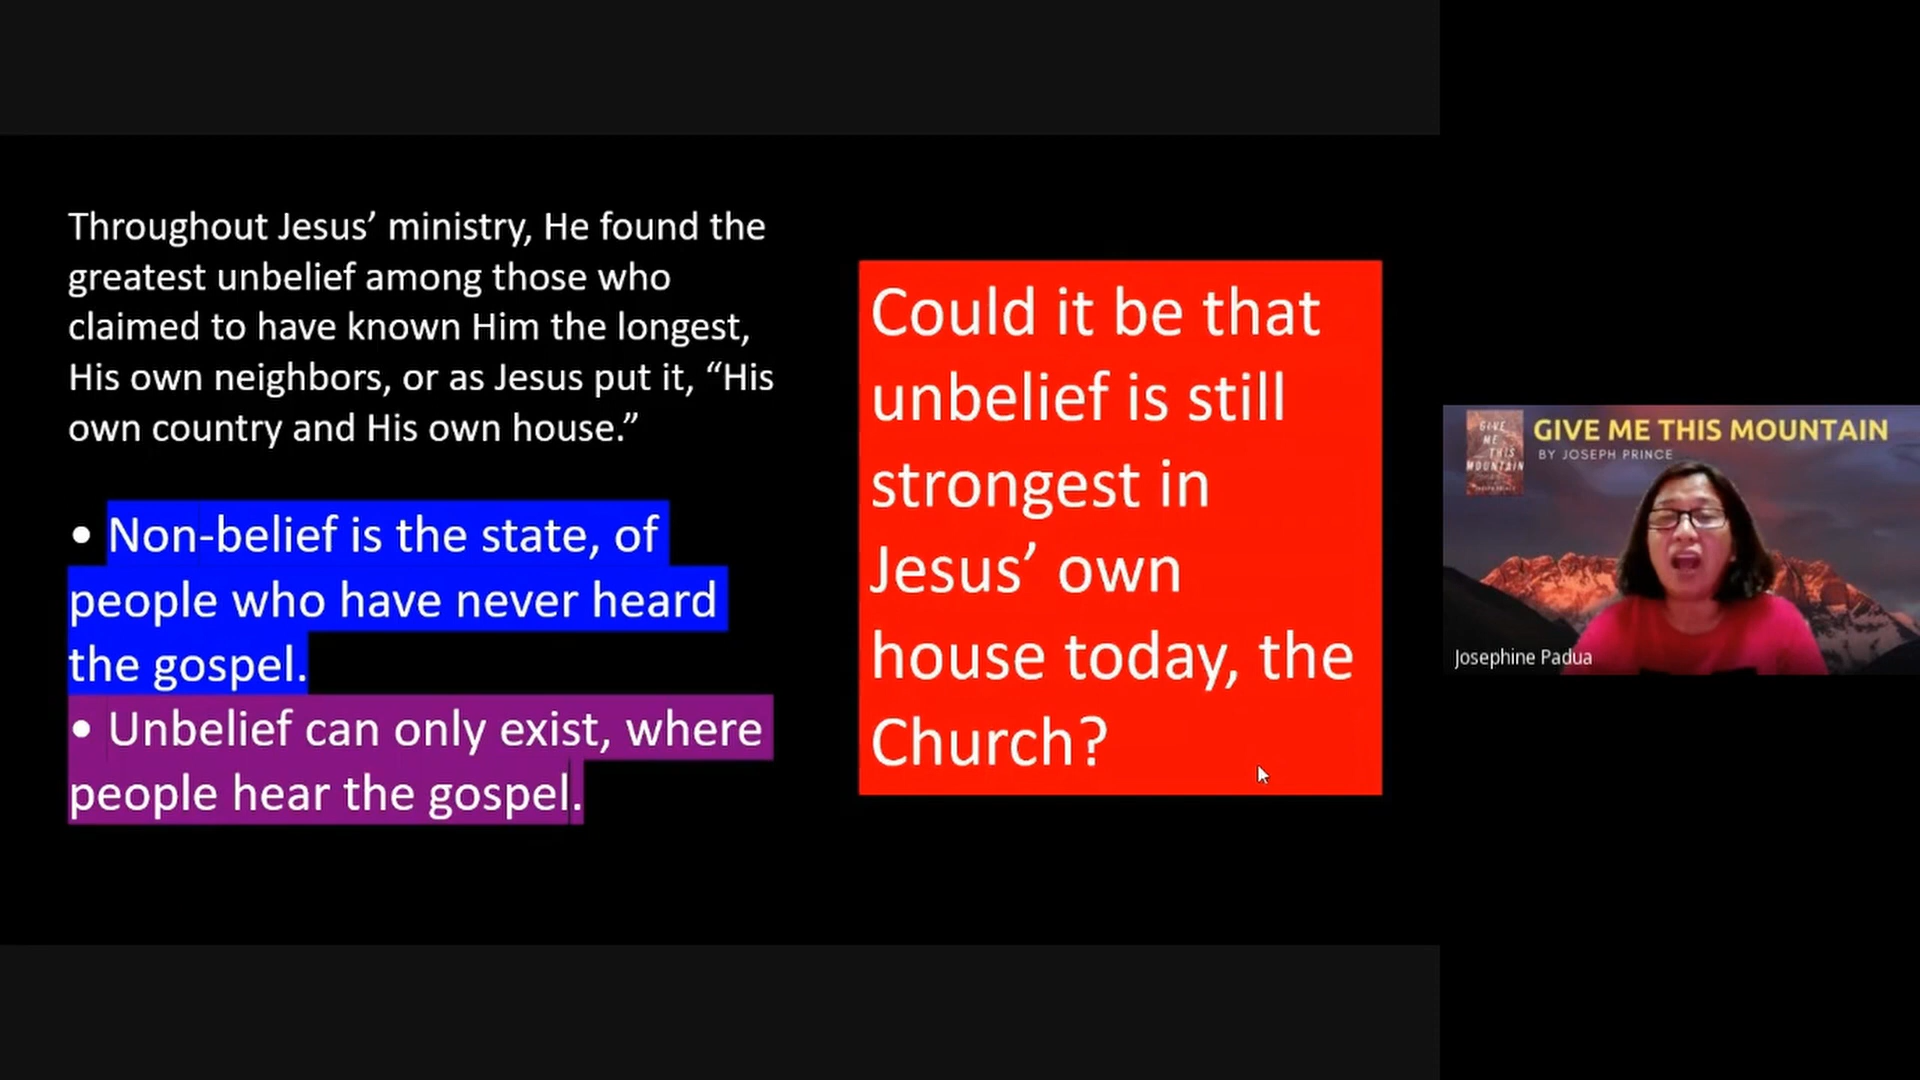 Throughout Jesus’ ministry, He found the
greatest unbelief among those who
claimed to have known Him the longest,
His own neighbors, or as Jesus put it, “His
own country and His own house.”
• Non-belief is the state, of
people who have never heard
the gospel.
• Unbelief can only exist, where
people hear the gospel.
Could it be that
unbelief is still
strongest in
Jesus’ own
house today, the
Church?
GIVE
ME
THIS
MOUNTAIN
GIVE ME THIS MOUNTAIN
BY JOSEPH PRINCE
Josephine Padua